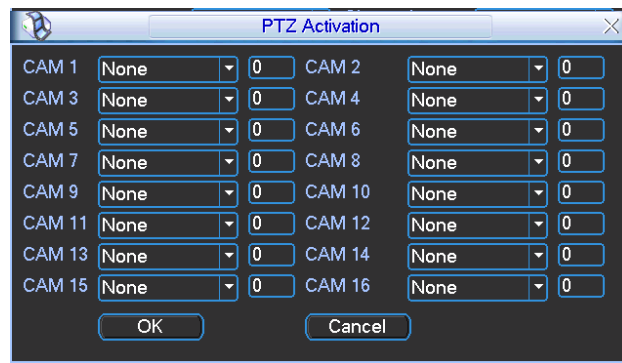 PTZ Activation
CAM 1 None 0 CAM 2 None 0
CAM 3 None 0 CAM 4 None 0
CAM 5 None 0 CAM 6 None 0
CAM 7 None 0 CAM 8 None 0
CAM 9 None 0 CAM 10 None 0
CAM 11 None 0 CAM 12 None 0
CAM 13 None 0 CAM 14 None 0
CAM 15 None 0 CAM 16 None 0
OK Cancel